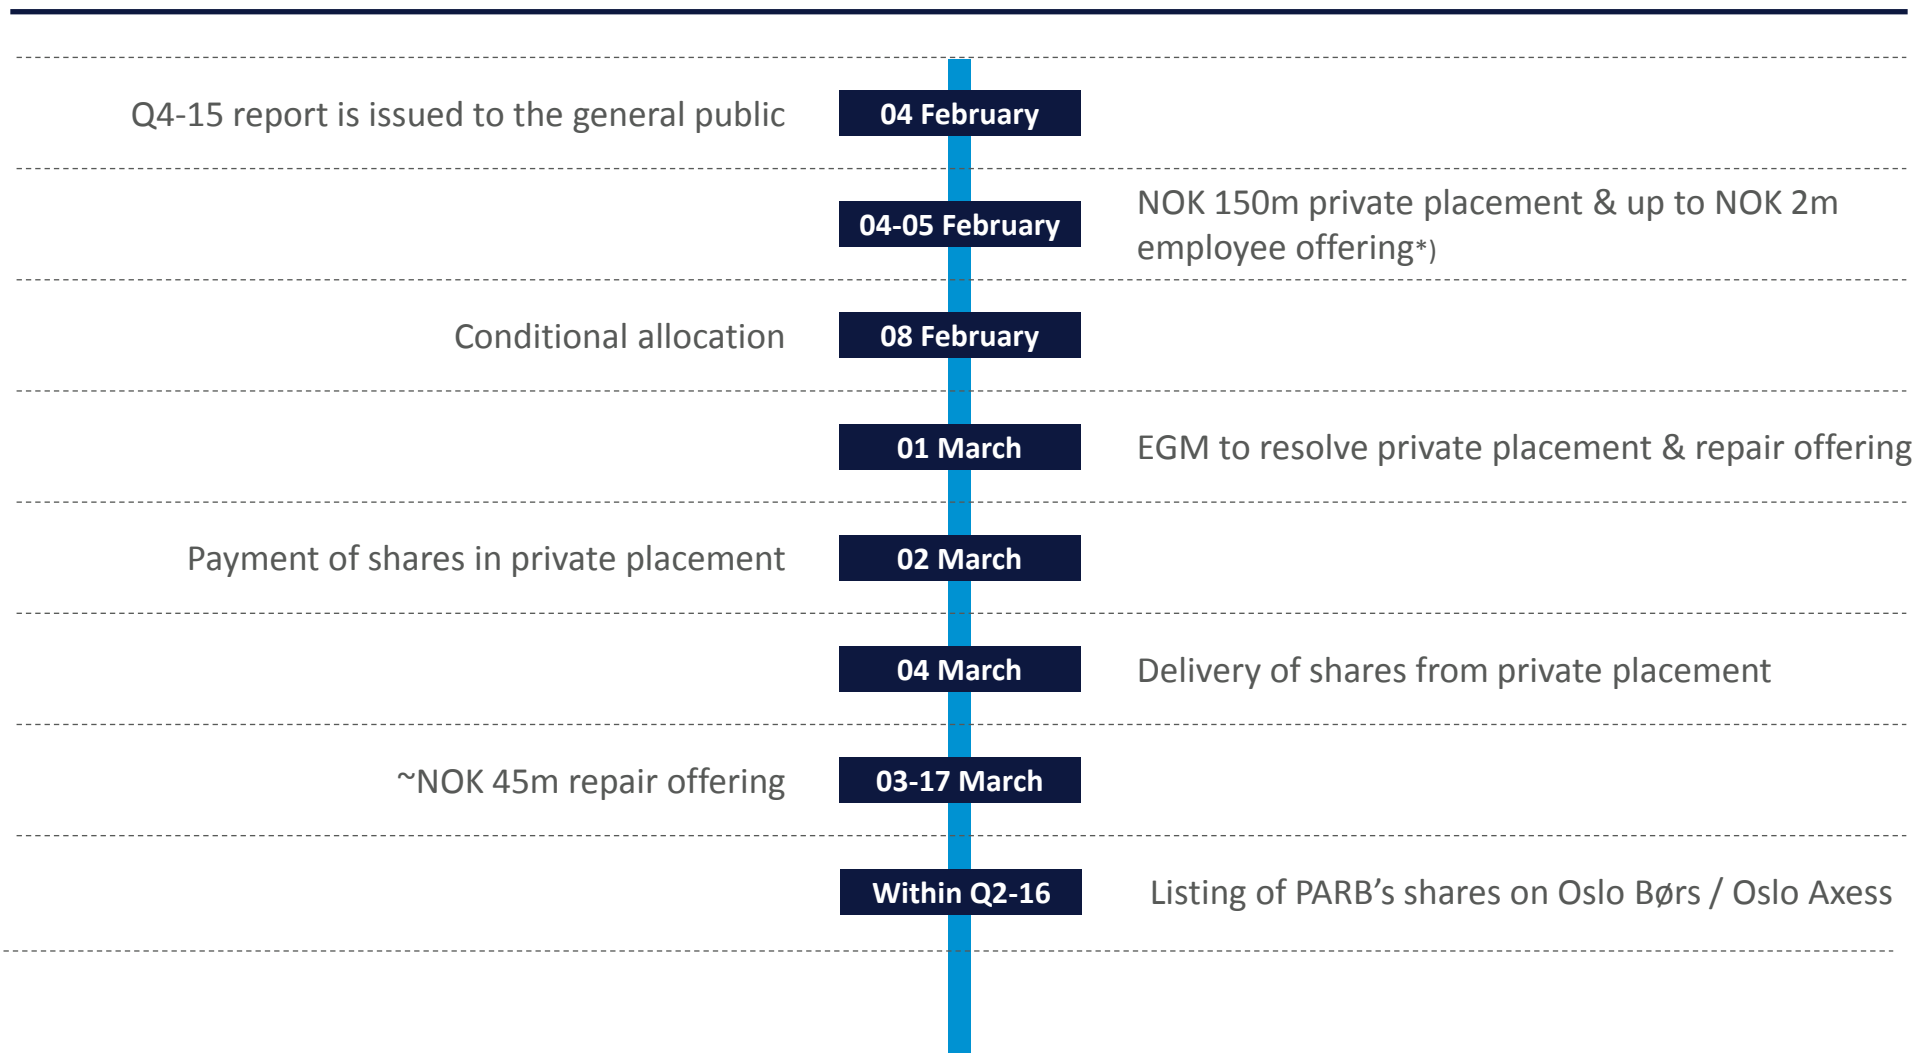 Q4-15 report is issued to the general public
04 February
04-05 February
NOK 150m private placement & up to NOK 2m
employee offering*)
Conditional allocation
08 February
01 March
EGM to resolve private placement & repair offering
Payment of shares in private placement
02 March
04 March
Delivery of shares from private placement
~NOK 45m repair offering
03-17 March
Within Q2-16
Listing of PARB’s shares on Oslo Børs / Oslo Axess